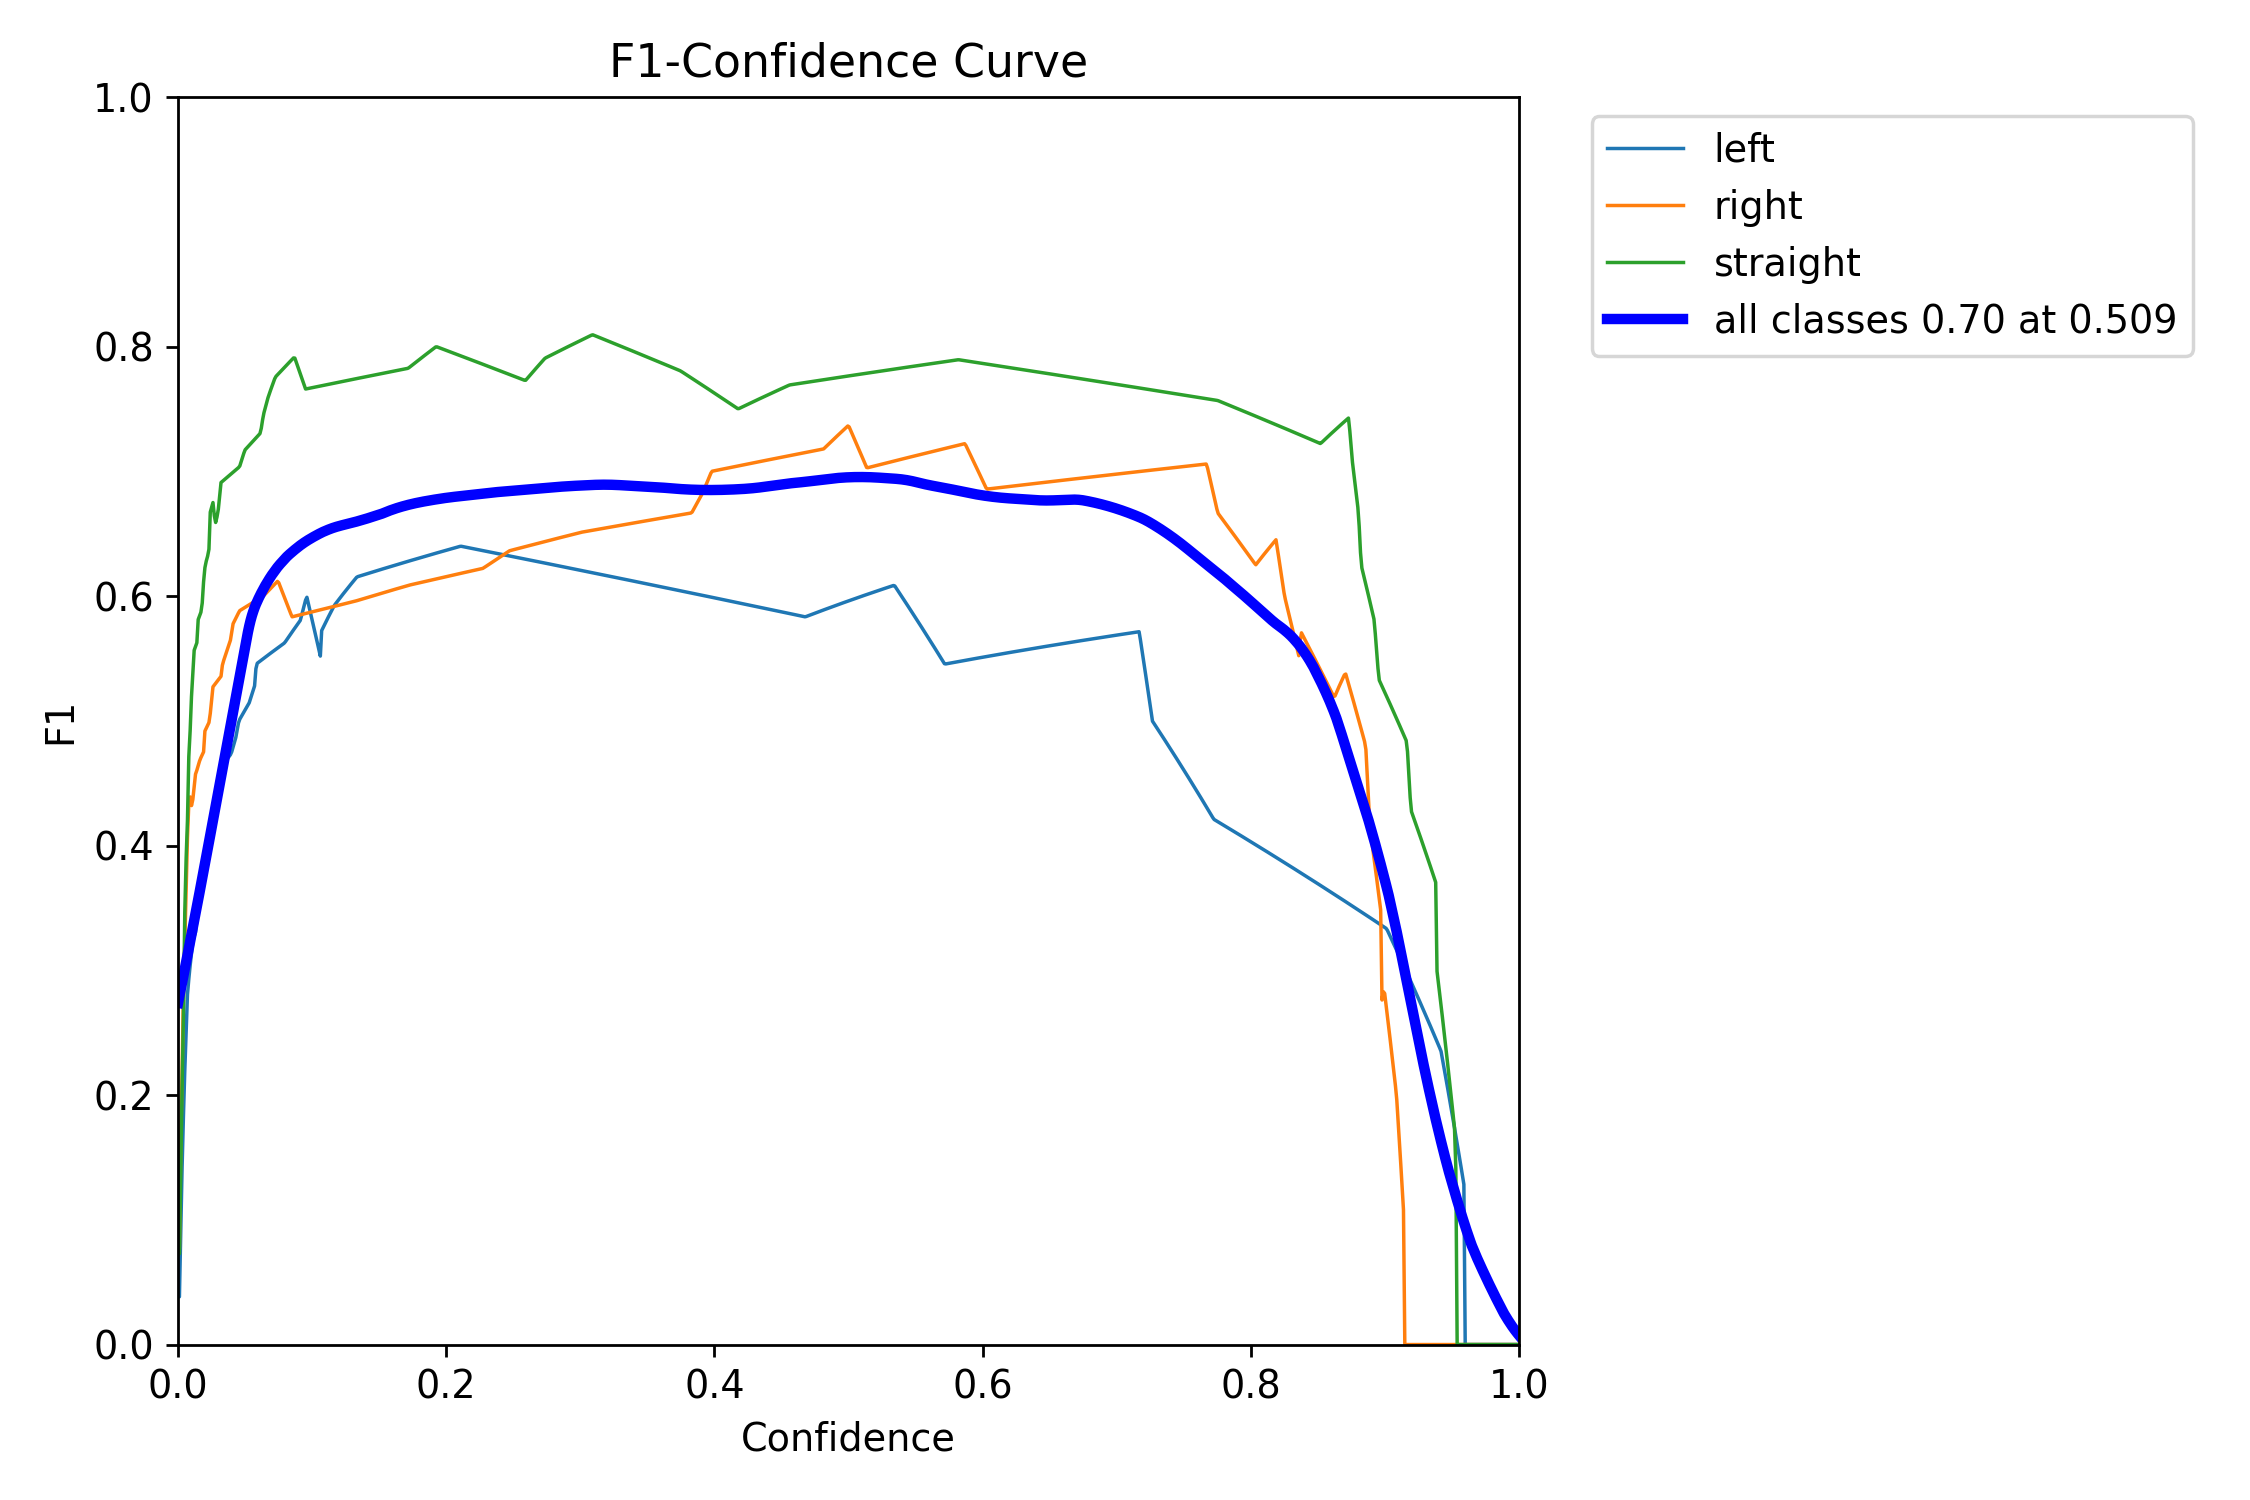 F1-Confidence Curve
1.0
0.8
0.6
0.4
0.2
0.0
F1
0.0 0.2 0.4 0.6 0.8 1.0
Confidence
left
right
straight
all classes 0.70 at 0.509